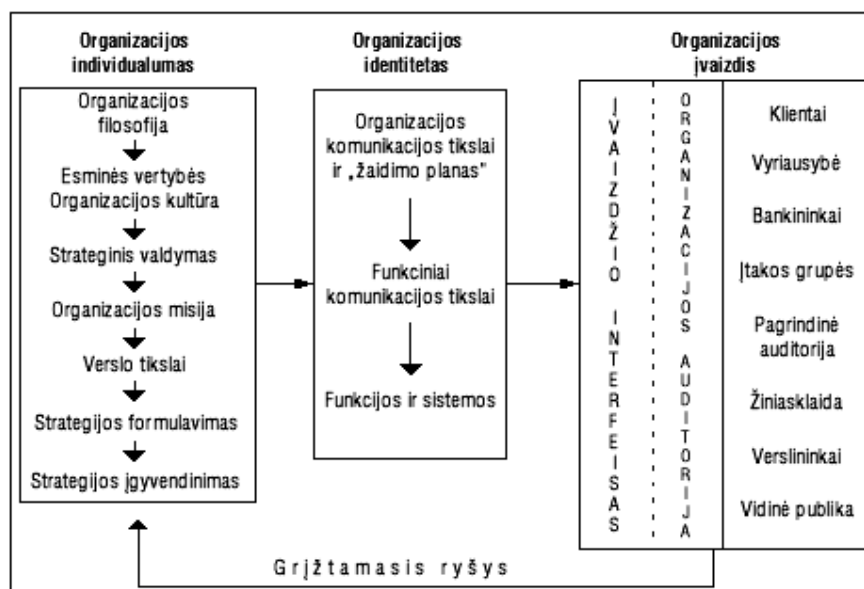 Organizacijos
individualumas
Organizacijos
filosofija
Esminės vertybės
Organizacijos kultūra
Strateginis valdymas
Organizacijos misija
Verslo tikslai
Strategijos formulavimas
Strategijos įgyvendinimas
Organizacijos
identitetas
Organizacijos
komunikacijos tikslai
ir „žaidimo planas"
Funkciniai
komunikacijos tikslai
Funkcijos ir sistemos
Organizacijos
įvaizdis
ĮVAIZDŽIO INTERFEISAS
ORGANIZACIJOS AUDITORIJA
Klientai
Vyriausybė
Bankininkai
Įtakos grupės
Pagrindinė
auditorija
Žiniasklaida
Verslininkai
Vidinė publika
Grįžtamasis ryšys